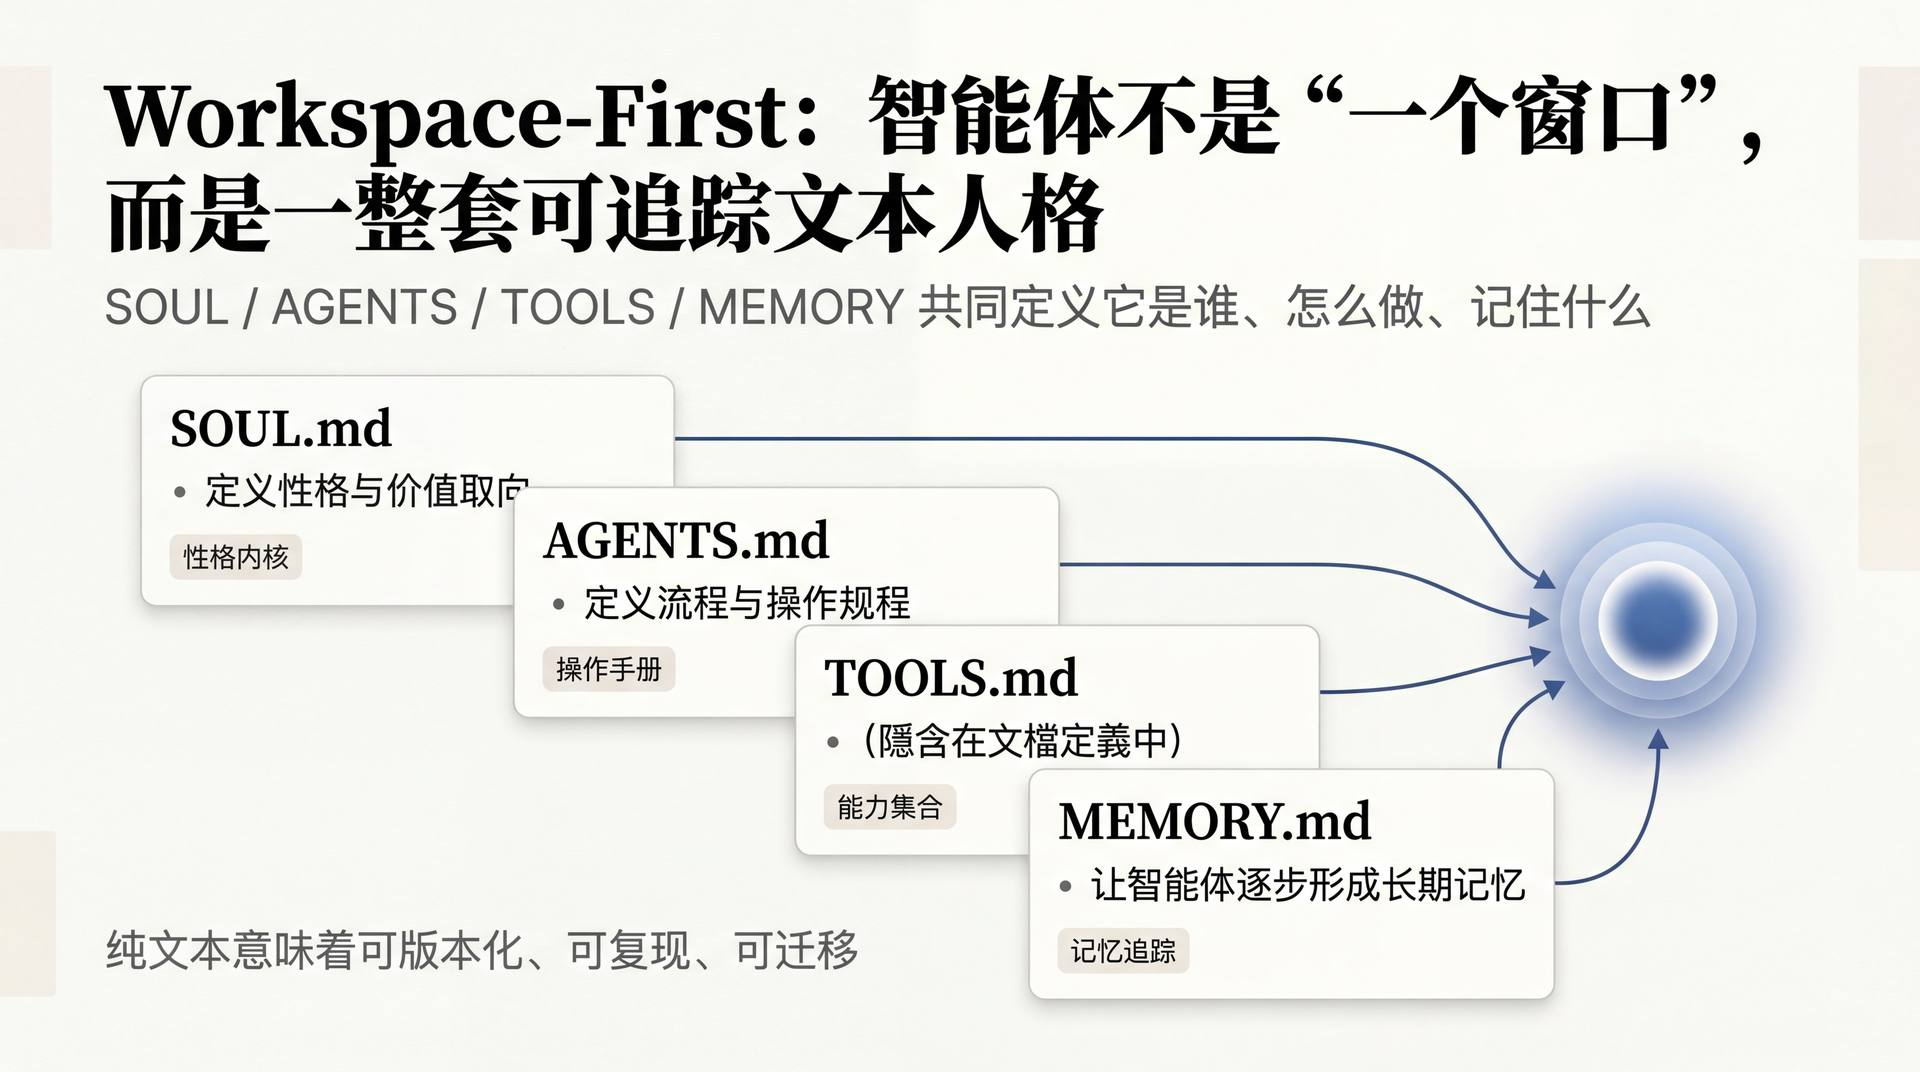 Workspace-First：智能体不是“一个窗口”，
而是一整套可追踪文本人格
SOUL / AGENTS / TOOLS / MEMORY 共同定义它是谁、怎么做、记住什么
SOUL.md
• 定义性格与价值取向
性格内核
AGENTS.md
• 定义流程与操作规程
操作手册
TOOLS.md
• （隱含在文檔定義中）
能力集合
MEMORY.md
• 让智能体逐步形成长期记忆
记忆追踪
纯文本意味着可版本化、可复现、可迁移